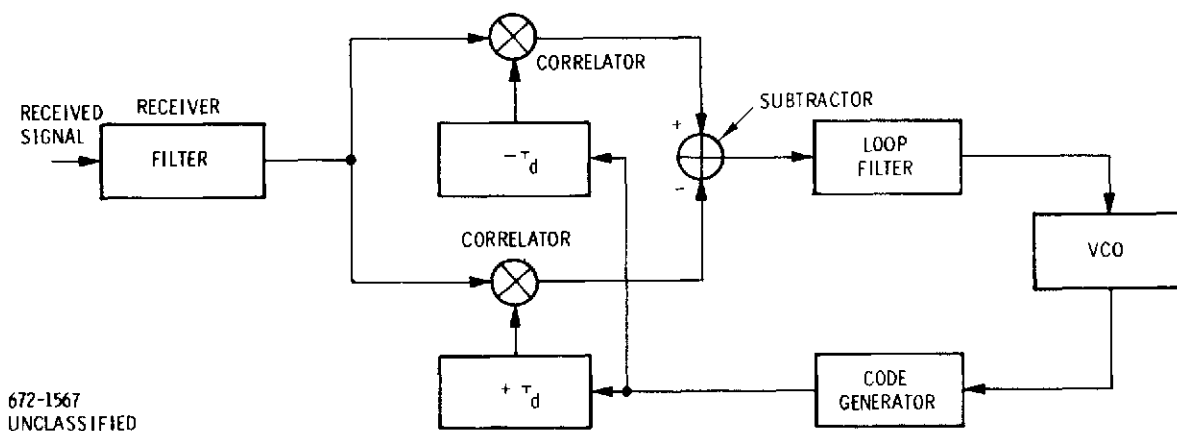 CORRELATOR
RECEIVED
SIGNAL
RECEIVER
FILTER
SUBTRACTOR
+
- τd
LOOP
FILTER
-
CORRELATOR
VCO
+ τd
CODE
GENERATOR
672-1567
UNCLASSIFIED